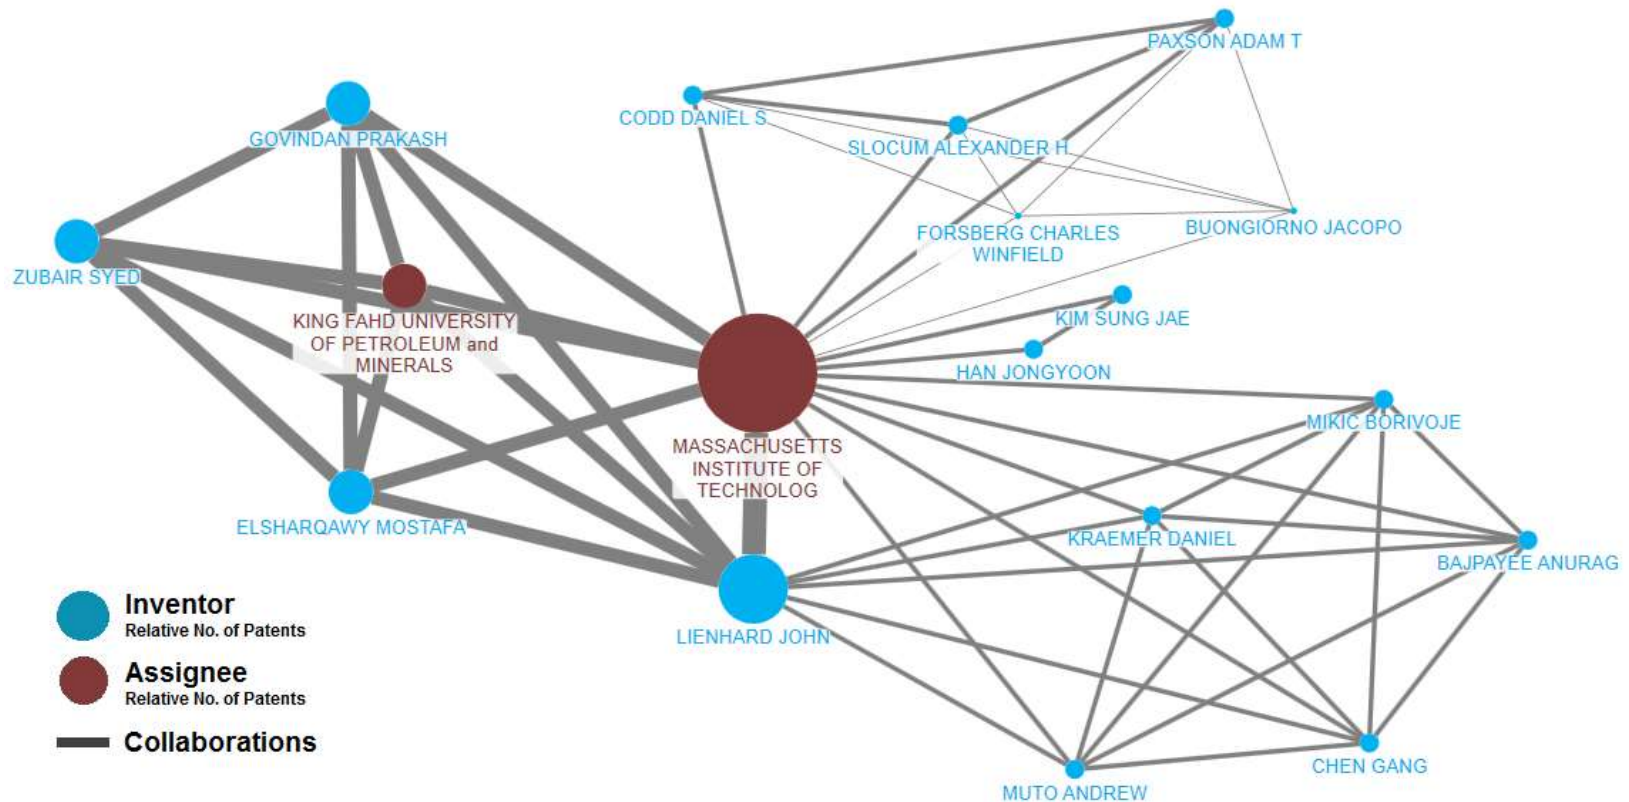 PAXSON ADAM T
CODD DANIEL S
GOVINDAN PRAKASH
SLOCUM ALEXANDER H
FORSBERG CHARLES
WINFIELD
BUONGIORNO JACOPO
ZUBAIR SYED
KING FAHD UNIVERSITY
OF PETROLEUM and
MINERALS
KIM SUNG JAE
HAN JONGYOON
MIKIC BORIVOJE
MASSACHUSETTS
INSTITUTE OF
TECHNOLOG
ELSHARQAWY MOSTAFA
KRAEMER DANIEL
BAJPAYEE ANURAG
LIENHARD JOHN
CHEN GANG
MUTO ANDREW
Inventor
Relative No. of Patents
Assignee
Relative No. of Patents
Collaborations